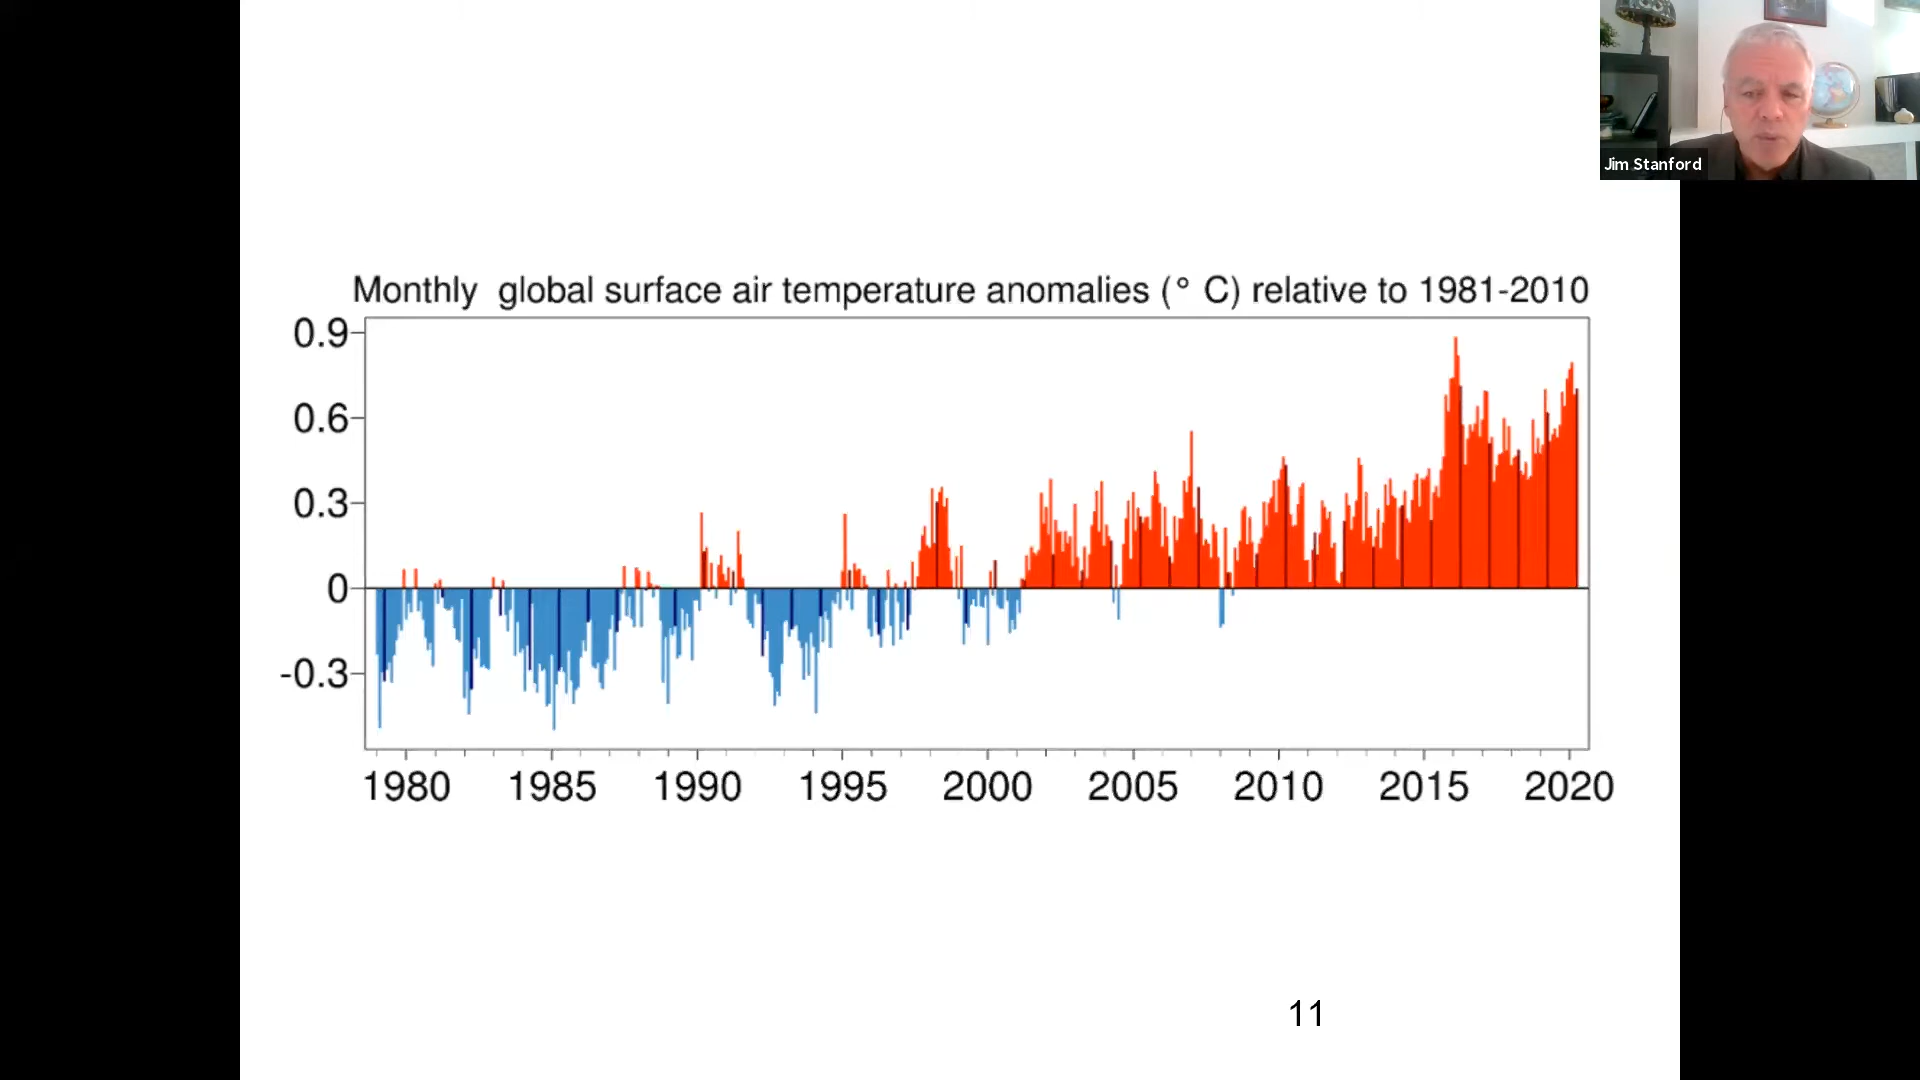 Jim Stanford
Monthly global surface air temperature anomalies (° C) relative to 1981-2010
0.9
0.6
0.3
0
-0.3
1980 1985 1990 1995 2000 2005 2010 2015 2020
11